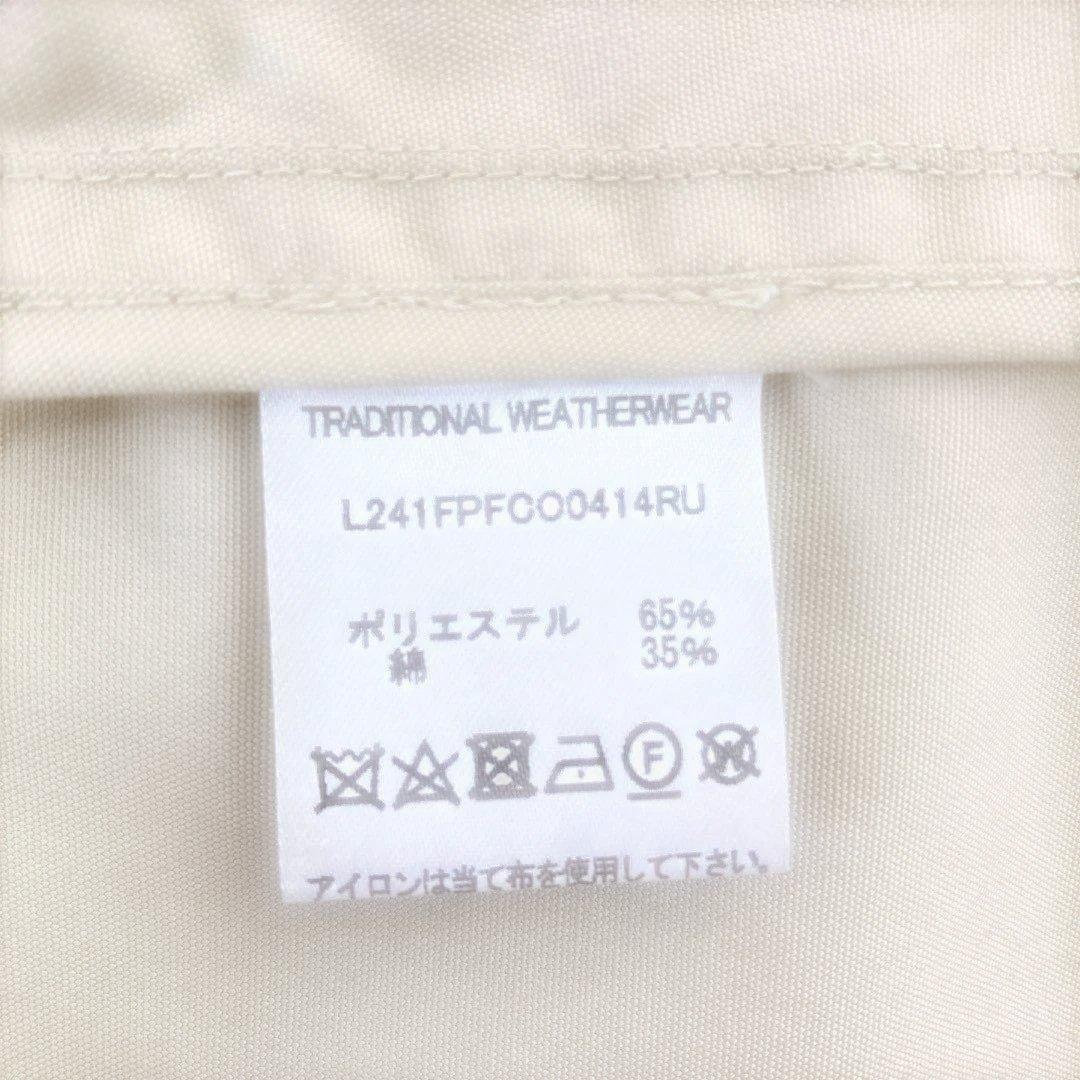 TRADITIONAL WEATHERWEAR
L241FPFCO0414RU
ポリエステル 65%
綿 35%
F W
アイロンは当て布を使用して下さい。